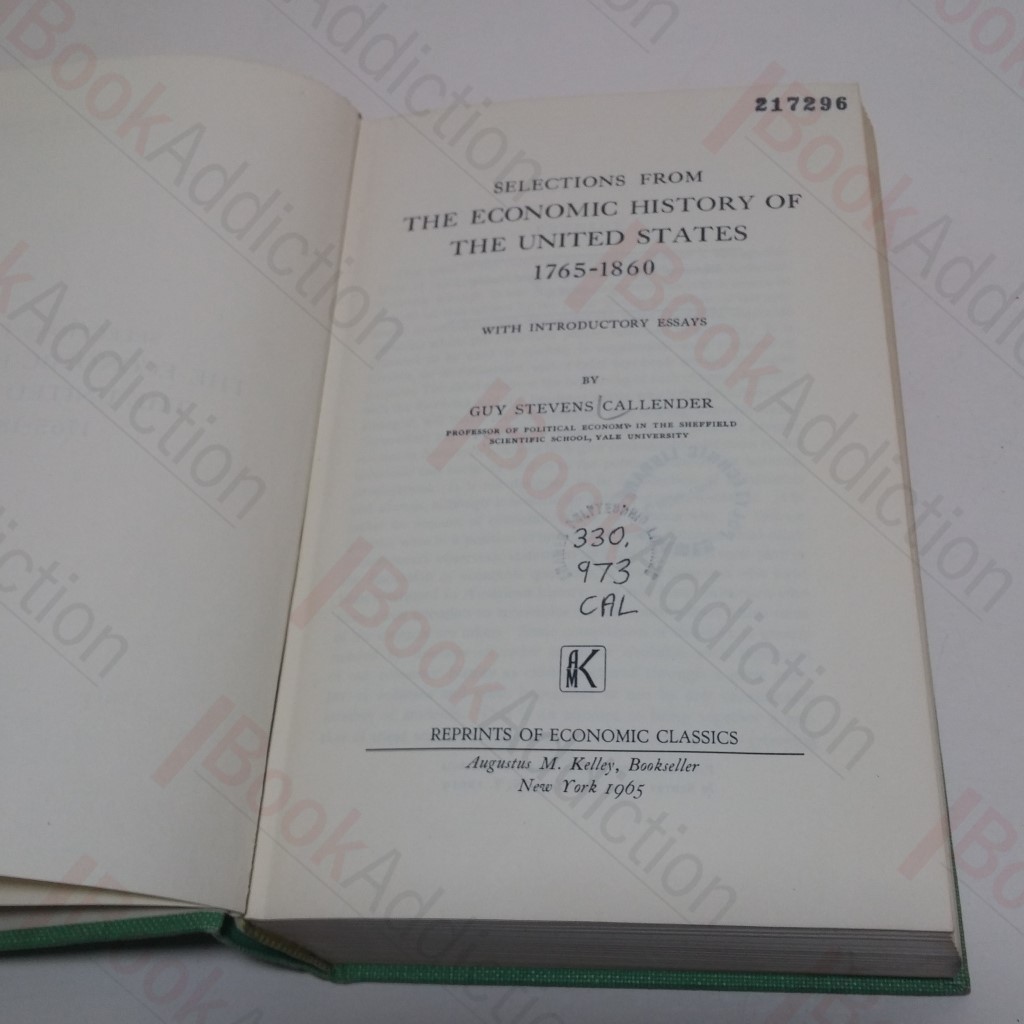 217296
SELECTIONS FROM
THE ECONOMIC HISTORY OF
THE UNITED STATES
1765-1860
WITH INTRODUCTORY ESSAYS
BY
GUY STEVENS CALLENDER
PROFESSOR OF POLITICAL ECONOMY IN THE SHEFFIELD
SCIENTIFIC SCHOOL, YALE UNIVERSITY
330.
973
CAL
AMK
REPRINTS OF ECONOMIC CLASSICS
Augustus M. Kelley, Bookseller
New York 1965
BookAddiction